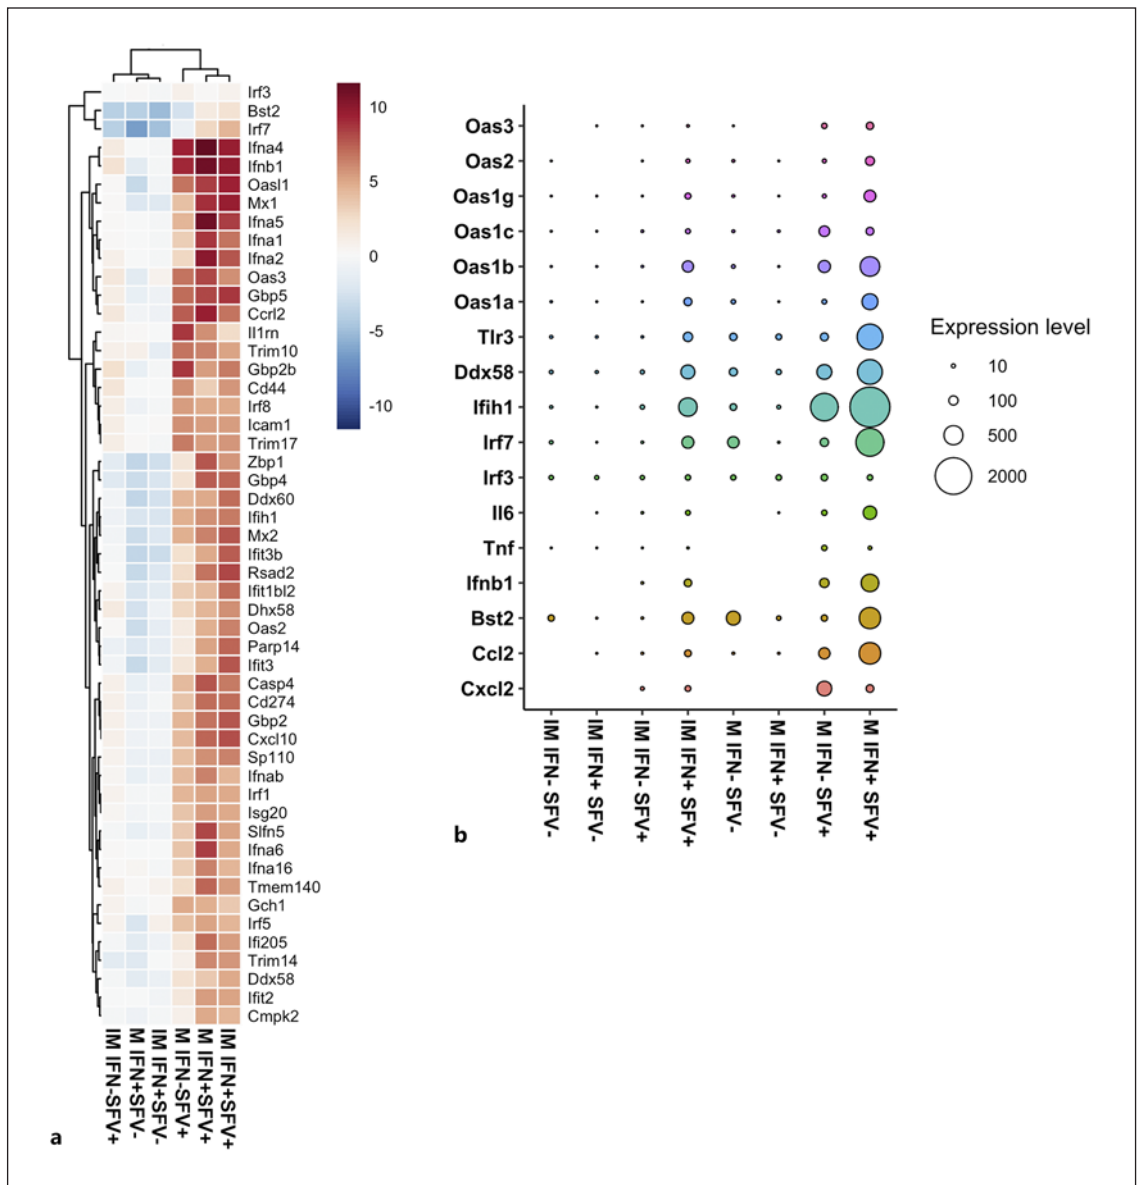 Irf3
Bst2
Irf7
Ifna4
Ifnb1
Oasl1
Mx1
Ifna5
Ifna1
Ifna2
Oas3
Gbp5
Ccrl2
Il1rn
Trim10
Gbp2b
Cd44
Irf8
Icam1
Trim17
Zbp1
Gbp4
Ddx60
Ifih1
Mx2
Ifit3b
Rsad2
Ifit1bl2
Dhx58
Oas2
Parp14
Ifit3
Casp4
Cd274
Gbp2
Cxcl10
Sp110
Ifnab
Irf1
Isg20
Slfn5
Ifna6
Ifna16
Tmem140
Gch1
Irf5
Ifi205
Trim14
Ddx58
Ifit2
Cmpk2
IM IFN-SFV+
M IFN+SFV-
IM IFN+SFV-
M IFN-SFV+
M IFN+SFV+
IM IFN+SFV+
10
5
0
-5
-10
a
Oas3
Oas2
Oas1g
Oas1c
Oas1b
Oas1a
Tlr3
Ddx58
Ifih1
Irf7
Irf3
Il6
Tnf
Ifnb1
Bst2
Ccl2
Cxcl2
IM IFN- SFV-
IM IFN+ SFV-
IM IFN- SFV+
IM IFN+ SFV+
M IFN- SFV-
M IFN+ SFV-
M IFN- SFV+
M IFN+ SFV+
Expression level
10
100
500
2000
b